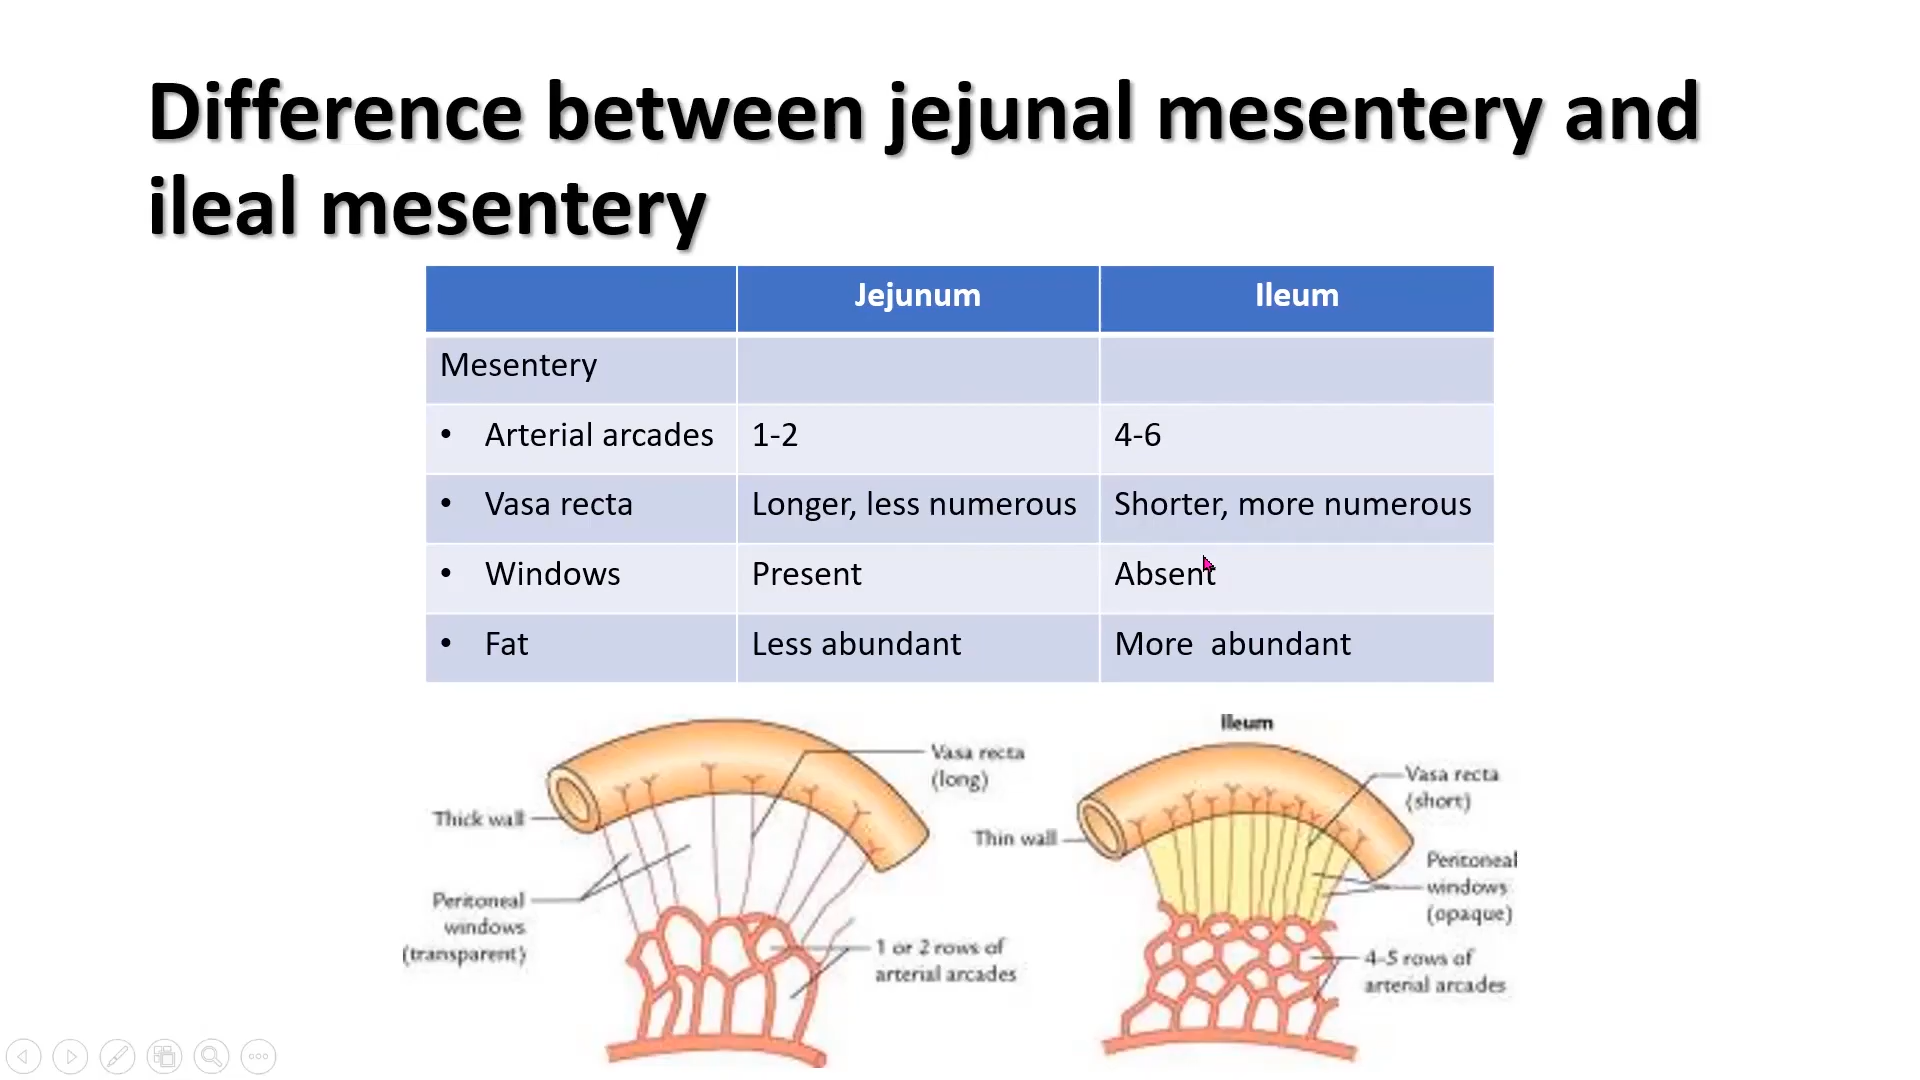 Difference between jejunal mesentery and
ileal mesentery
Jejunum Ileum
Mesentery
• Arterial arcades 1-2 4-6
• Vasa recta Longer, less numerous Shorter, more numerous
• Windows Present Absent
• Fat Less abundant More abundant
Vasa recta
(long)
Thick wall
Peritoneal
windows
(transparent)
1 or 2 rows of
arterial arcades
Ileum
Vasa recta
(short)
Thin wall
Peritoneal
windows
(opaque)
4-5 rows of
arterial arcades